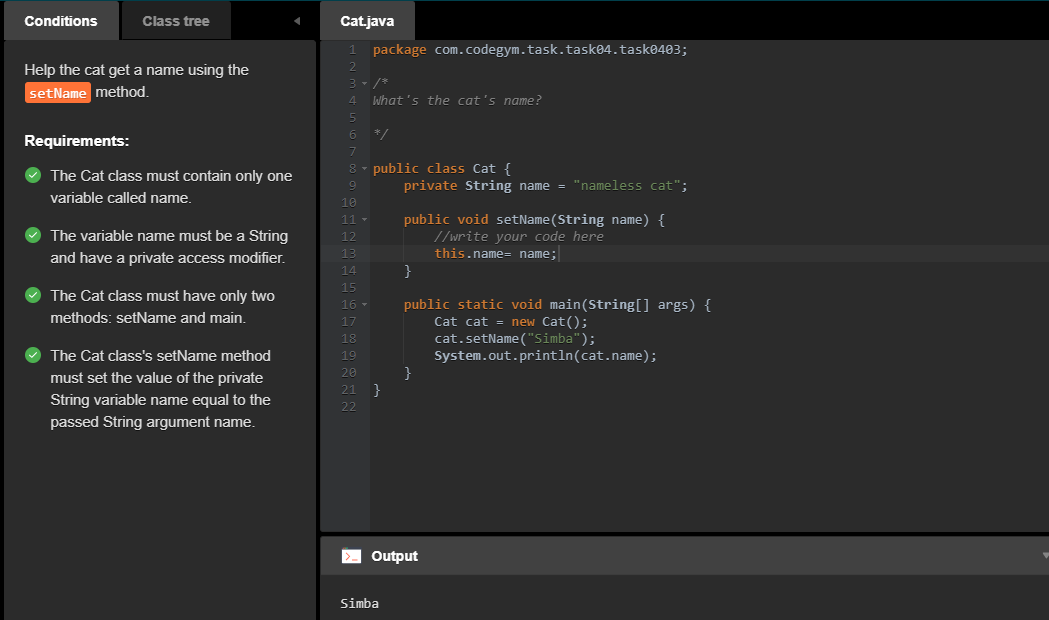 Conditions
Class tree
Help the cat get a name using the
setName method.
Requirements:
The Cat class must contain only one
variable called name.
The variable name must be a String
and have a private access modifier.
The Cat class must have only two
methods: setName and main.
The Cat class's setName method
must set the value of the private
String variable name equal to the
passed String argument name.
Cat.java
1 package com.codegym.task.task04.task0403;
2
3 /*
4 What's the cat's name?
5
6 */
7
8 public class Cat {
9     private String name = "nameless cat";
10
11     public void setName(String name) {
12         //write your code here
13         this.name= name;
14     }
15
16     public static void main(String[] args) {
17         Cat cat = new Cat();
18         cat.setName("Simba");
19         System.out.println(cat.name);
20     }
21 }
22
Output
Simba